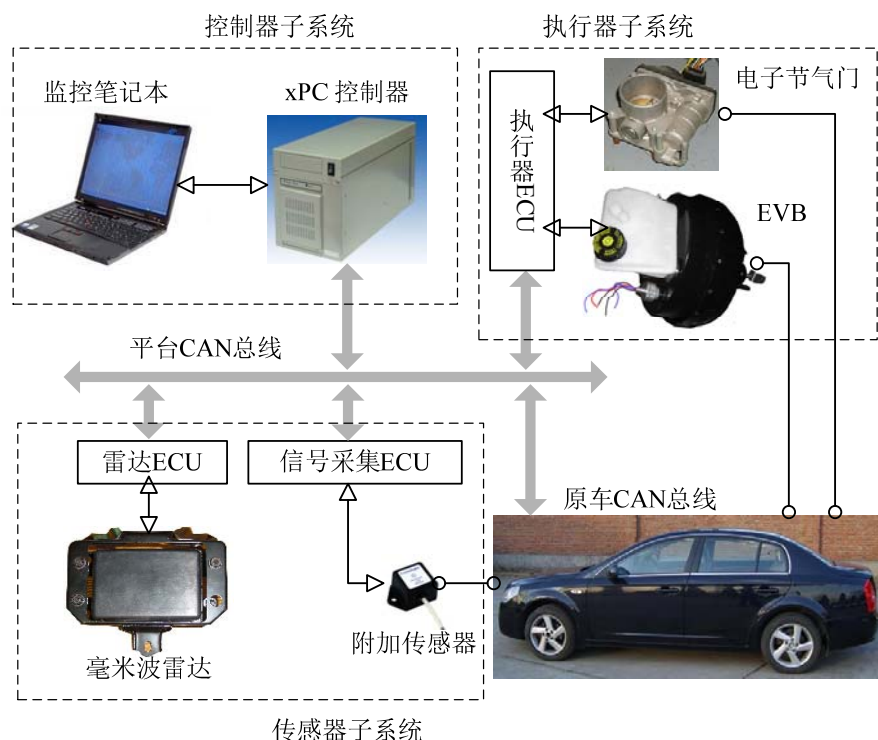 控制器子系统
执行器子系统
监控笔记本
xPC 控制器
电子节气门
执行器ECU
EVB
平台CAN总线
雷达ECU
信号采集ECU
原车CAN总线
附加传感器
毫米波雷达
传感器子系统